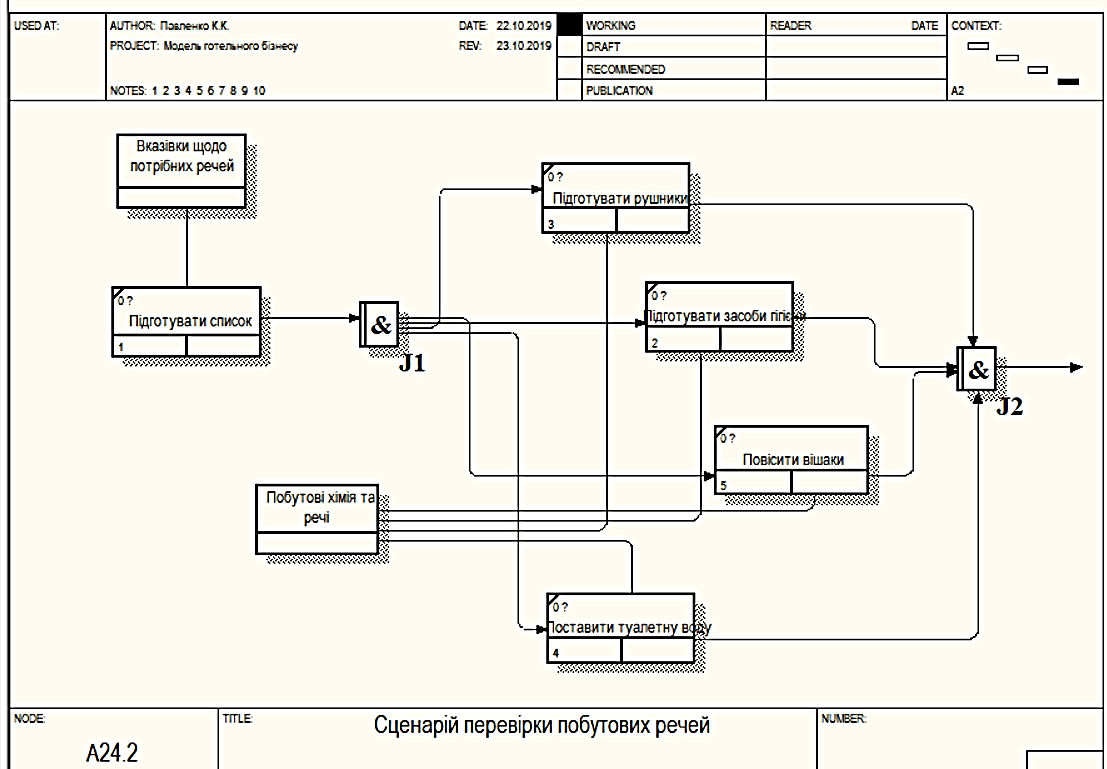 USED AT:
AUTHOR: Павленко К.К.
DATE: 22.10.2019
PROJECT: Модель готельного бізнесу
REV: 23.10.2019
NOTES: 1 2 3 4 5 6 7 8 9 10
WORKING
DRAFT
RECOMMENDED
PUBLICATION
READER DATE
CONTEXT:
A2
Вказівки щодо
потрібних речей
0 ?
Підготувати список
1
&
J1
0 ?
Підготувати рушники
3
0 ?
Підготувати засоби гігіє
2
&
J2
0 ?
Повісити вішаки
5
Побутові хімія та
речі
0 ?
Поставити туалетну воду
4
NODE:
A24.2
TITLE:
Сценарій перевірки побутових речей
NUMBER: